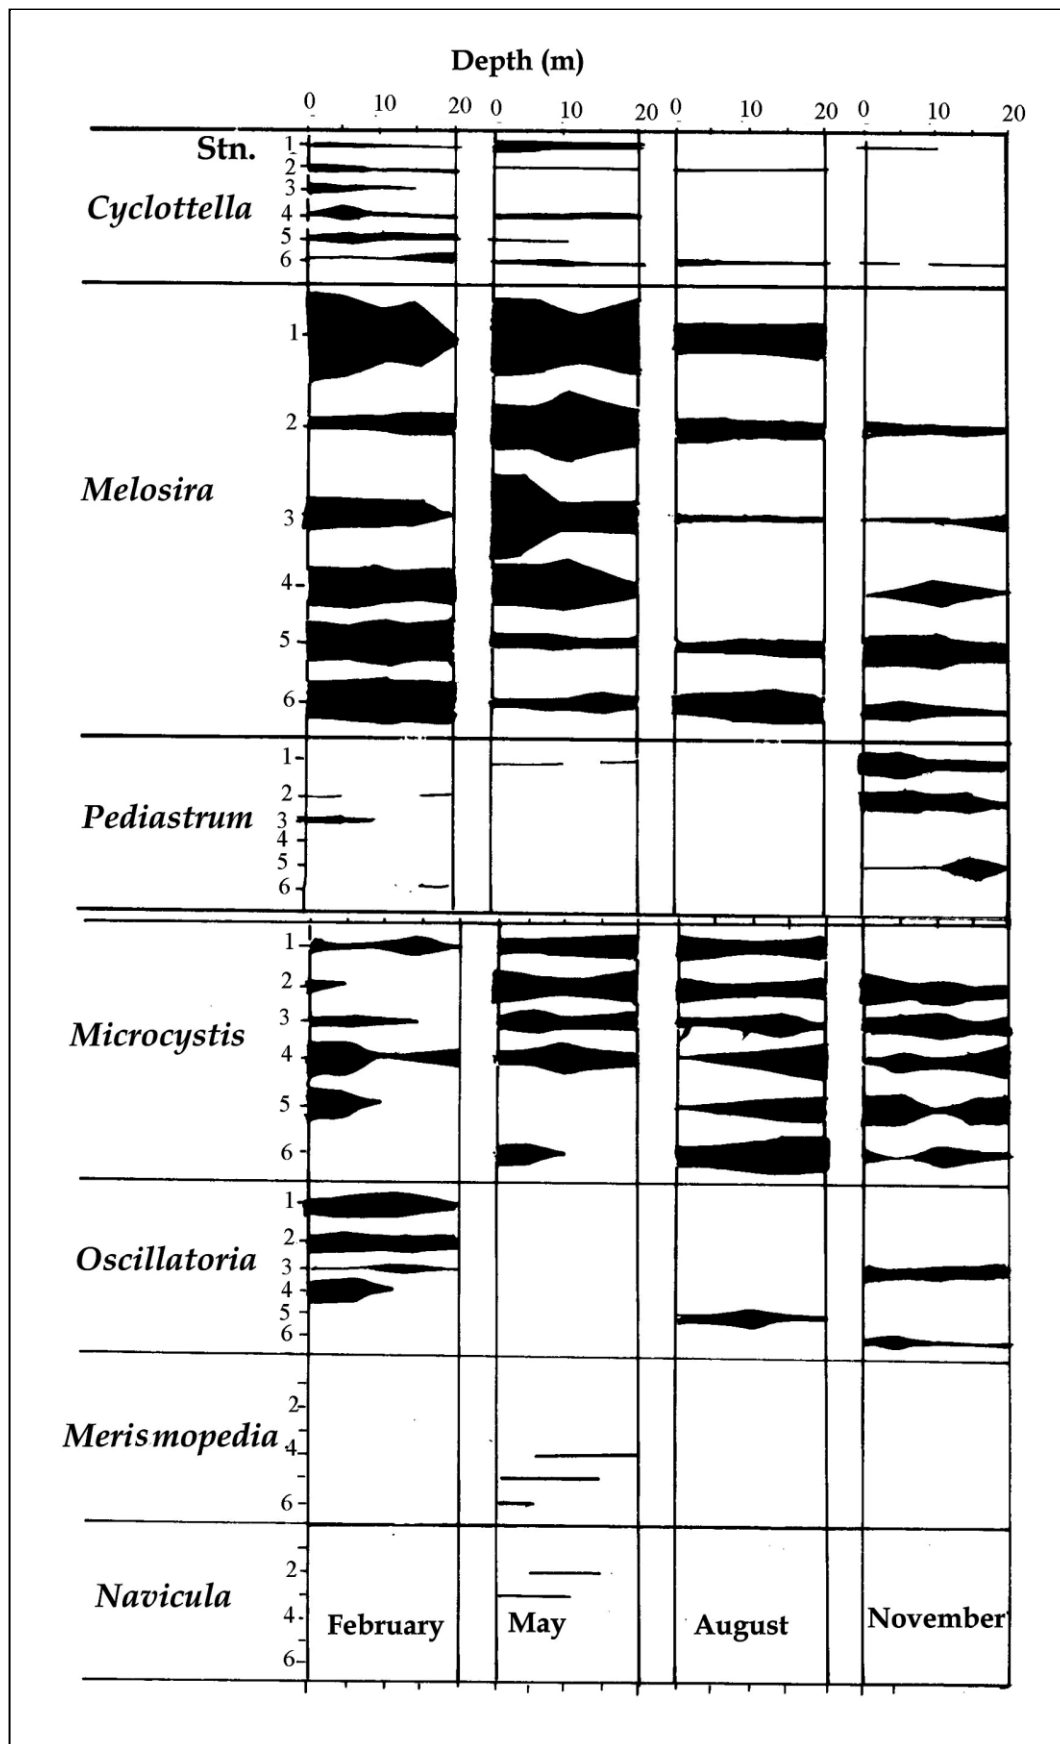 Depth (m)
0 10 20 0 10 20 0 20 0 10 20
Stn. 1
2
3
Cyclottella 4
5
6
1
2
Melosira
3
4
5
6
1
2
Pediastrum 3
4
5
6
1
2
3
Microcystis
4
5
6
1
2
Oscillatoria 3
4
5
6
2
Merismopedia 4
6
2
Navicula
4
February May August November
6